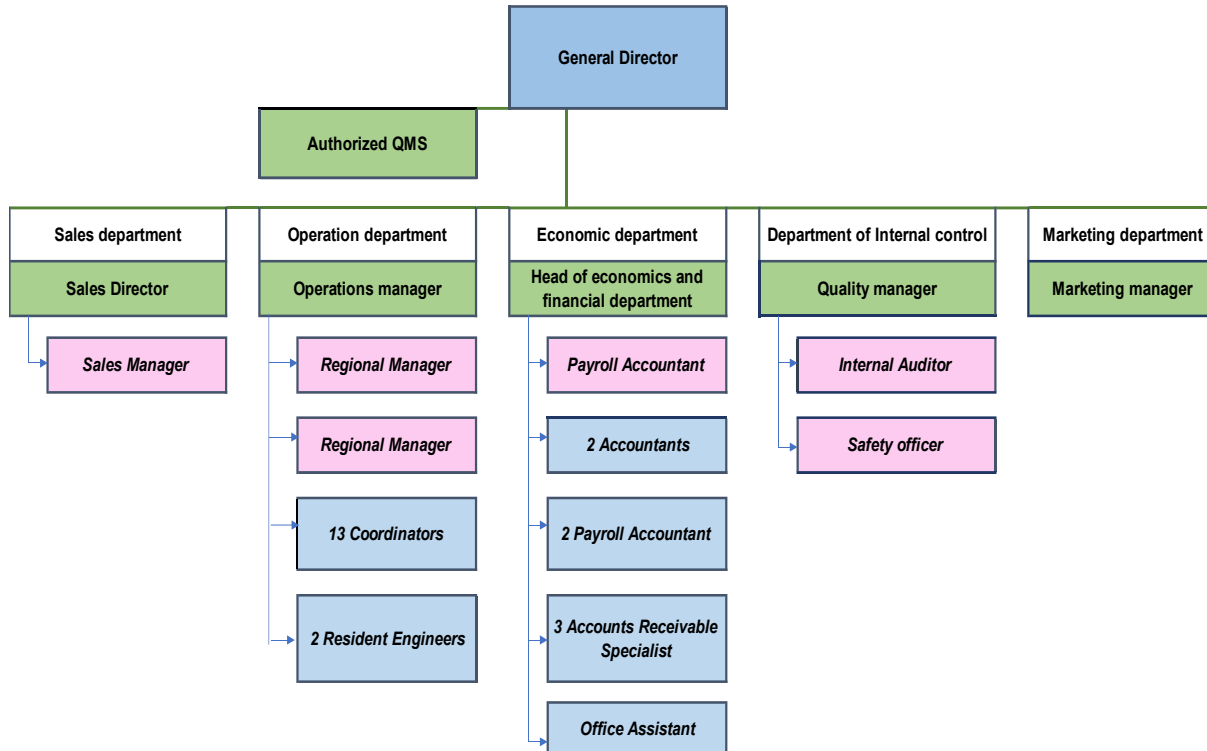 General Director
Authorized QMS
Sales department
Operation department
Economic department
Department of Internal control
Marketing department
Sales Director
Operations manager
Head of economics and
financial department
Quality manager
Marketing manager
Sales Manager
Regional Manager
Payroll Accountant
Internal Auditor
Regional Manager
2 Accountants
Safety officer
13 Coordinators
2 Payroll Accountant
2 Resident Engineers
3 Accounts Receivable
Specialist
Office Assistant